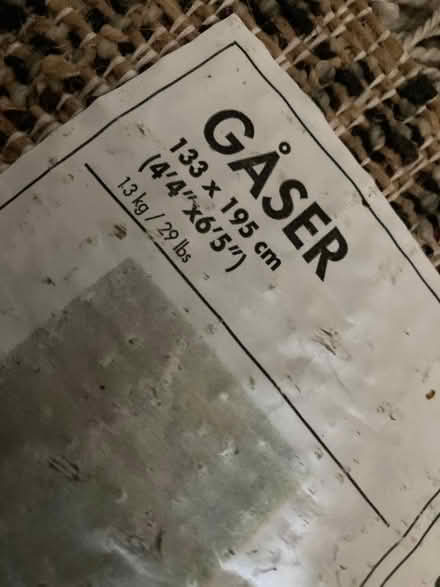 GÅSER
133 x 195 cm
(4'4"x6'5")
13 kg / 29 lbs